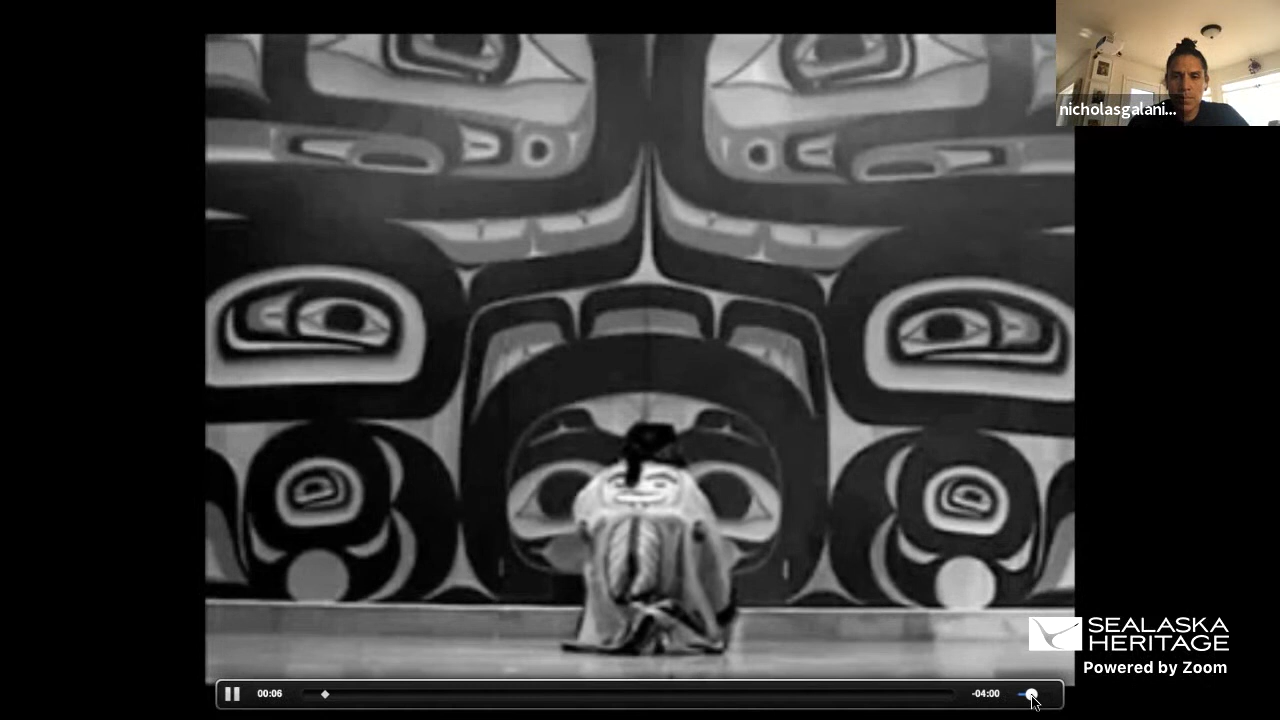 nicholasgalani...
SEALASKA
HERITAGE
Powered by Zoom
00:06
-04:00